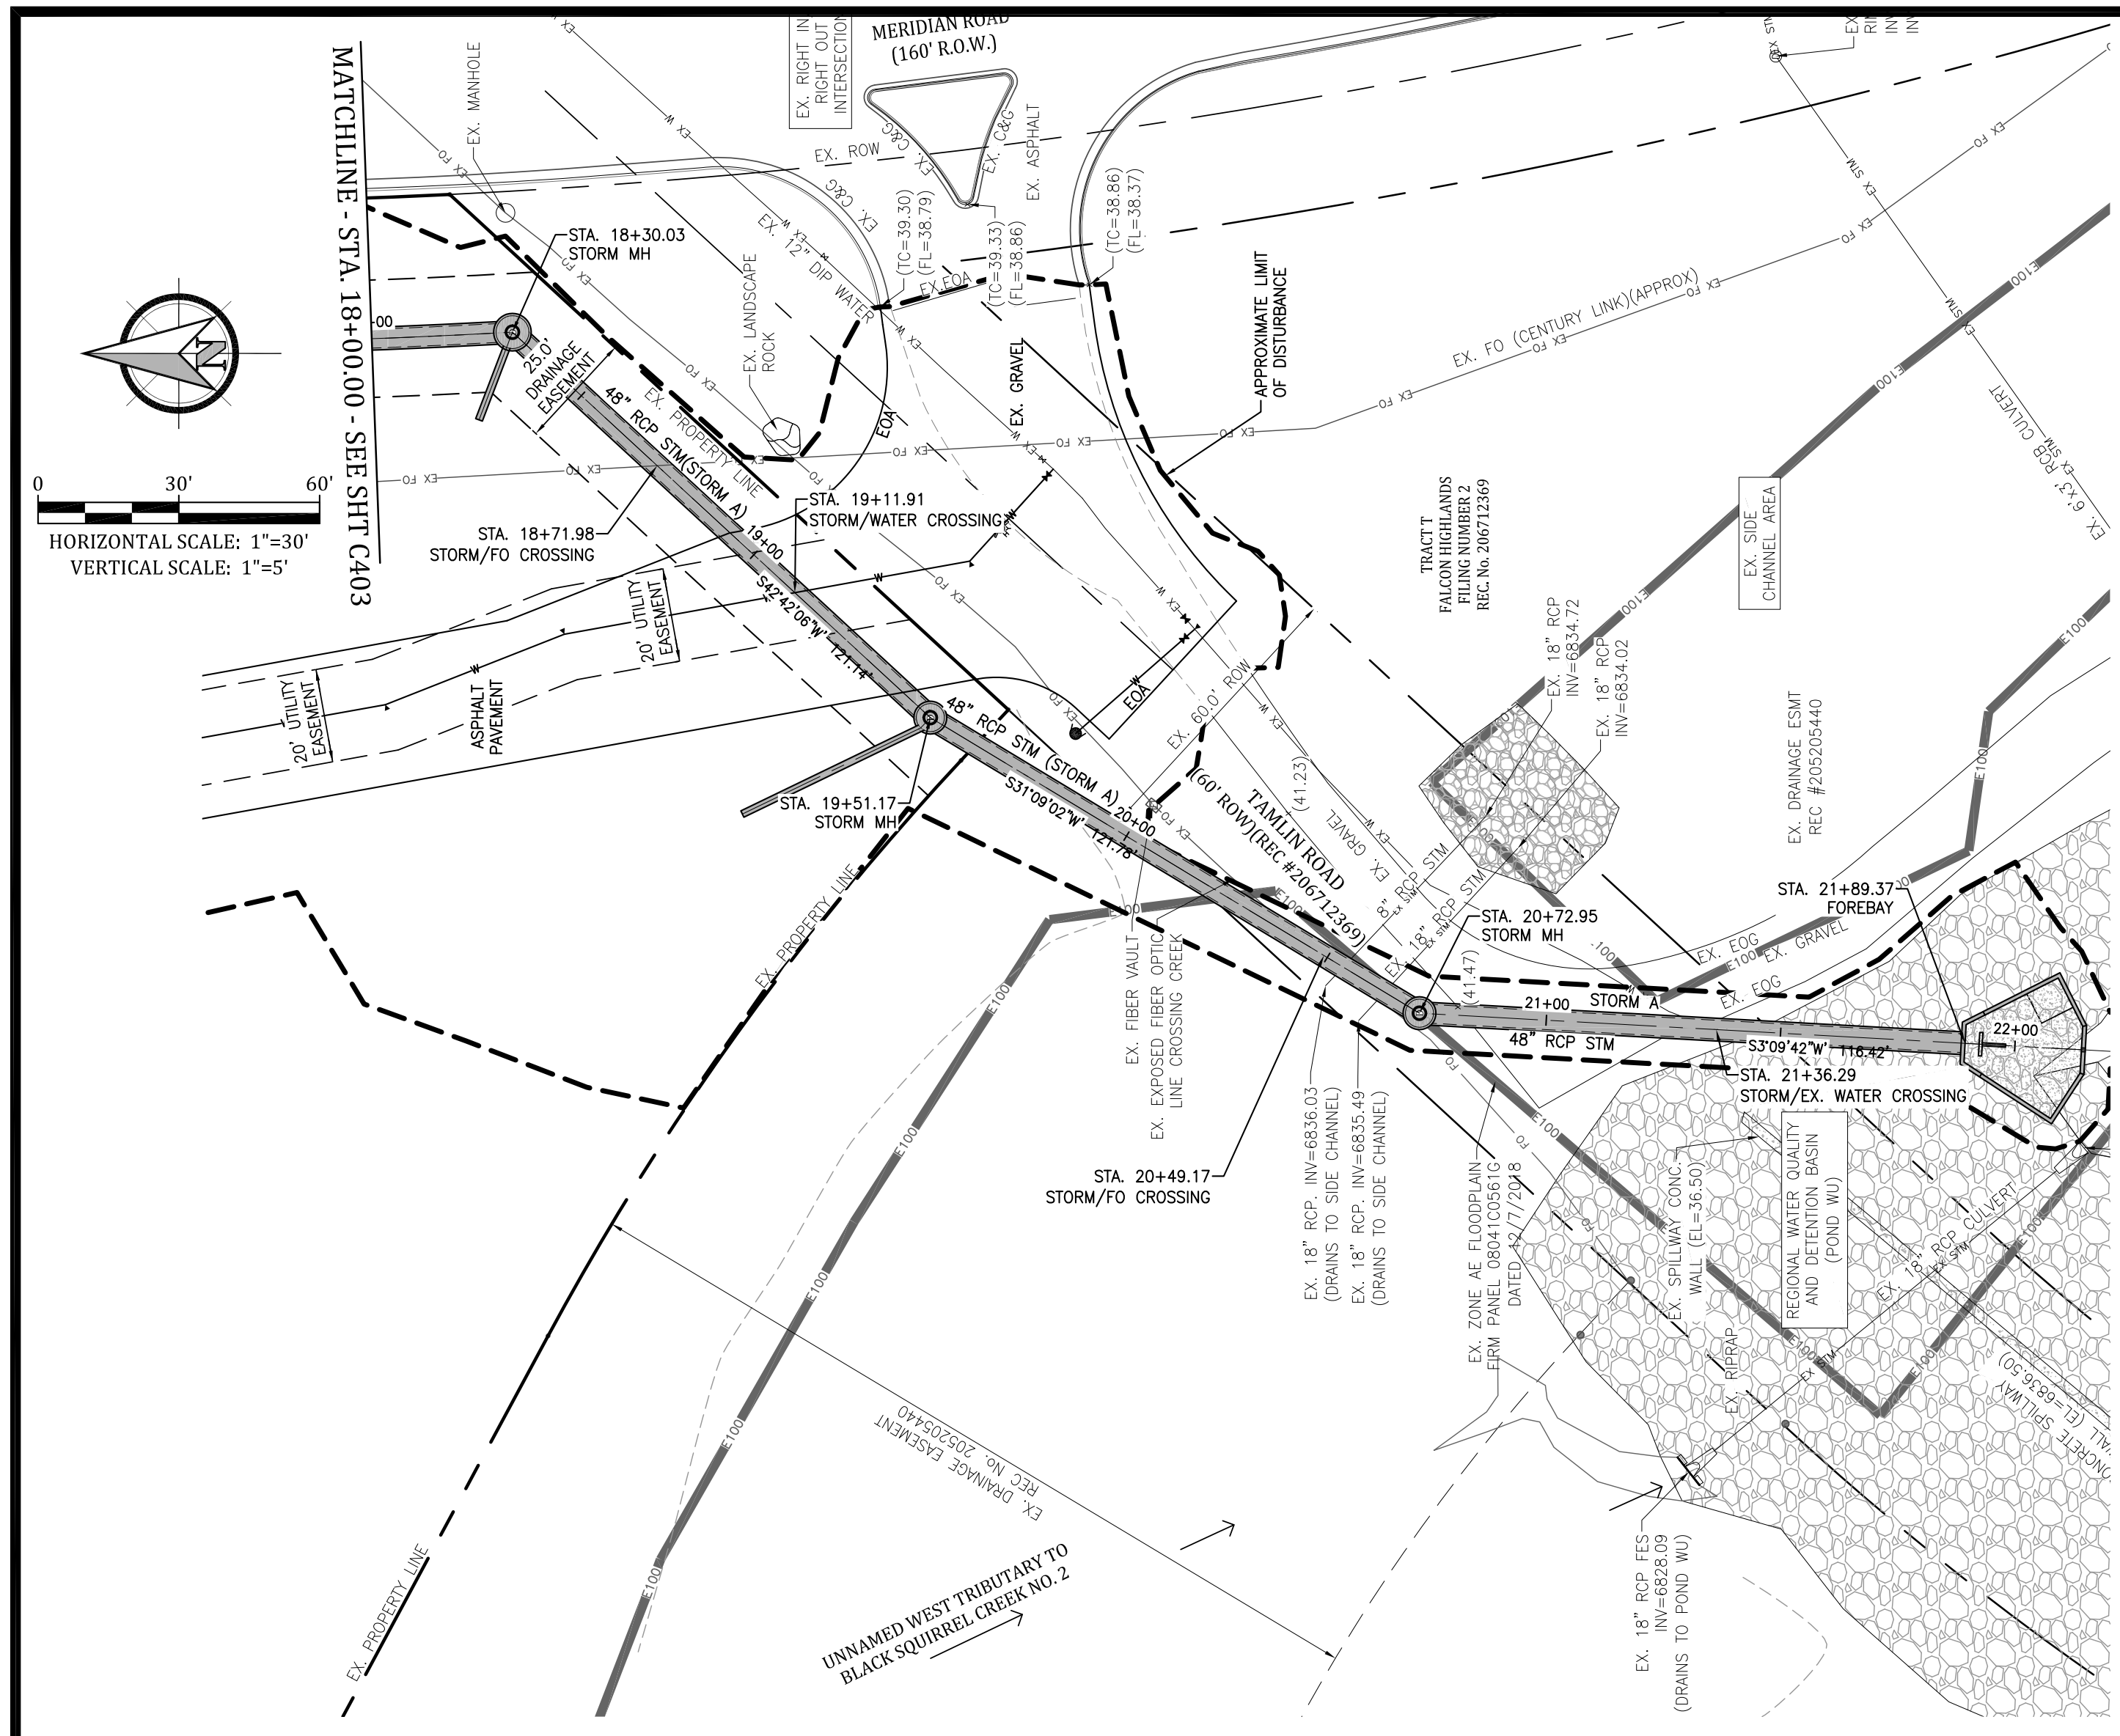 MATCHLINE - STA. 18+00.00 - SEE SHT C403
EX. MANHOLE
EX. RIGHT IN
RIGHT OUT
INTERSECTION
MERIDIAN ROAD
(160' R.O.W.)
EX. ROW
EX. C&G
EX. C&G
EX. C&G
EX. ASPHALT
(TC=39.30)
(FL=38.79)
(TC=39.33)
(FL=38.86)
(TC=38.86)
(FL=38.37)
EX.EOA
EX. 12" DIP WATER
STA. 18+30.03
STORM MH
EX. LANDSCAPE
ROCK
APPROXIMATE LIMIT
OF DISTURBANCE
EX. FO (CENTURY LINK)(APPROX)
EX. GRAVEL
EOA
N
0 30' 60'
HORIZONTAL SCALE: 1"=30'
VERTICAL SCALE: 1"=5'
25.0'
DRAINAGE
EASEMENT
48" RCP STM(STORM A)
EX. PROPERTY LINE
STA. 18+71.98
STORM/FO CROSSING
STA. 19+11.91
STORM/WATER CROSSING
19+00
S42°42'06"W 121.14'
20' UTILITY
EASEMENT
20' UTILITY
EASEMENT
ASPHALT
PAVEMENT
TRACT T
FALCON HIGHLANDS
FILING NUMBER 2
REC. No. 206712369
EX. SIDE
CHANNEL AREA
EX. 6'x3' RCB CULVERT
EX. 18" RCP
INV=6834.72
EX. 18" RCP
INV=6834.02
EX. DRAINAGE ESMT
REC #205205440
EOA
EX. 60.0' ROW
48" RCP STM (STORM A)
S31°09'02"W 121.78'
20+00
STA. 19+51.17
STORM MH
TAMLIN ROAD
(60' ROW)(REC #206712369)
(41.23)
EX. GRAVEL
EX. 18" RCP STM
STA. 20+72.95
STORM MH
(41.47)
STA. 21+89.37
FOREBAY
EX. EOG
EX. GRAVEL
EX. EOG
21+00
STORM A
48" RCP STM
S3°09'42"W 116.42'
22+00
STA. 21+36.29
STORM/EX. WATER CROSSING
EX. PROPERTY LINE
EX. FIBER VAULT
EX. EXPOSED FIBER OPTIC
LINE CROSSING CREEK
STA. 20+49.17
STORM/FO CROSSING
EX. 18" RCP. INV=6836.03
(DRAINS TO SIDE CHANNEL)
EX. 18" RCP. INV=6835.49
(DRAINS TO SIDE CHANNEL)
EX. ZONE AE FLOODPLAIN
FIRM PANEL 08041C0561G
DATED 12/7/2018
EX. SPILLWAY CONC.
WALL (EL=36.50)
REGIONAL WATER QUALITY
AND DETENTION BASIN
(POND WU)
EX. 18" RCP CULVERT
EX. RIPRAP
CONCRETE SPILLWAY
WALL (EL=6836.50)
EX. DRAINAGE EASEMENT
REC No. 205205440
EX. PROPERTY LINE
UNNAMED WEST TRIBUTARY TO
BLACK SQUIRREL CREEK NO. 2
EX. 18" RCP FES
INV=6828.09
(DRAINS TO POND WU)
EX FO
EX W
EX STM
E100